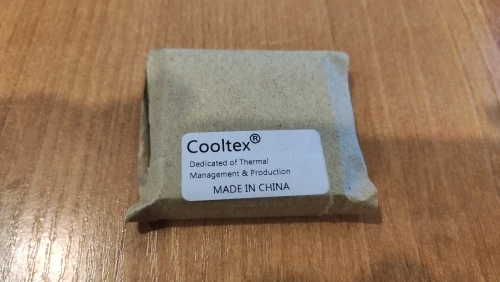 Cooltex®
Dedicated of Thermal
Management & Production
MADE IN CHINA